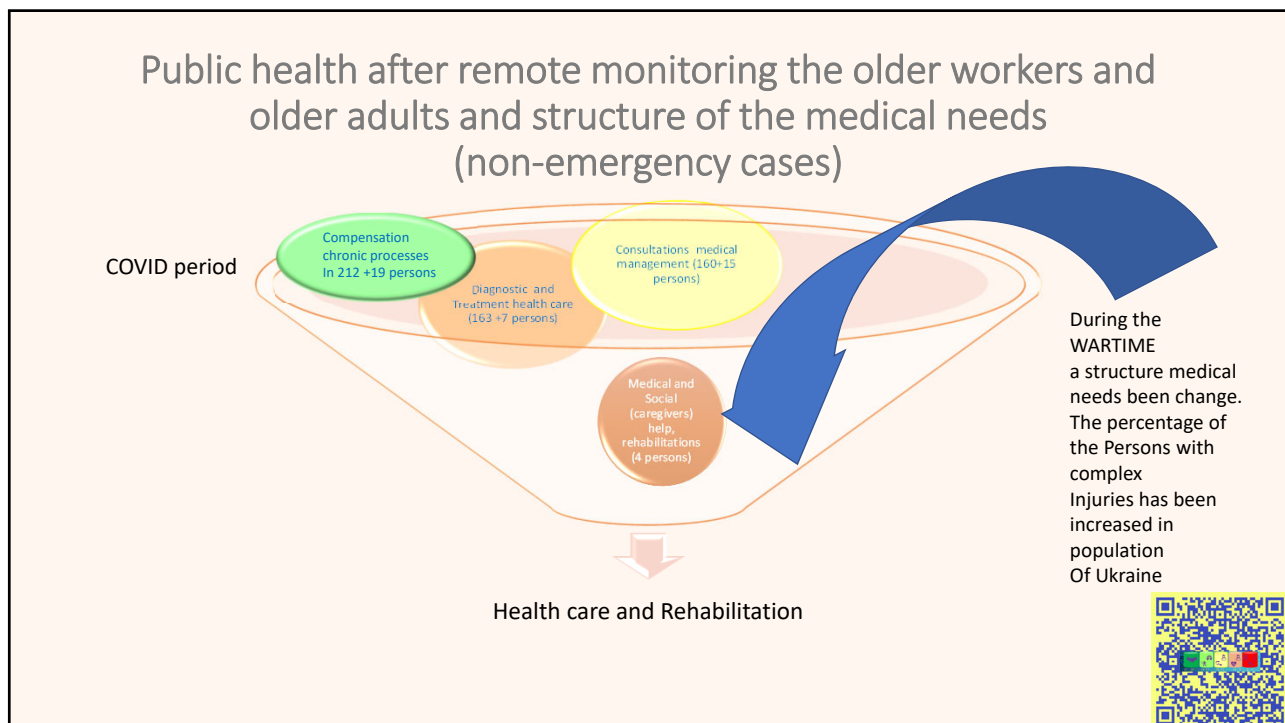 Public health after remote monitoring the older workers and
older adults and structure of the medical needs
(non-emergency cases)
COVID period
Compensation
chronic processes
In 212 +19 persons
Diagnostic and
Treatment health care
(163 +7 persons)
Consultations medical
management (160+15
persons)
Medical and
Social
(caregivers)
help,
rehabilitations
(4 persons)
During the
WARTIME
a structure medical
needs been change.
The percentage of
the Persons with
complex
Injuries has been
increased in
population
Of Ukraine
Health care and Rehabilitation